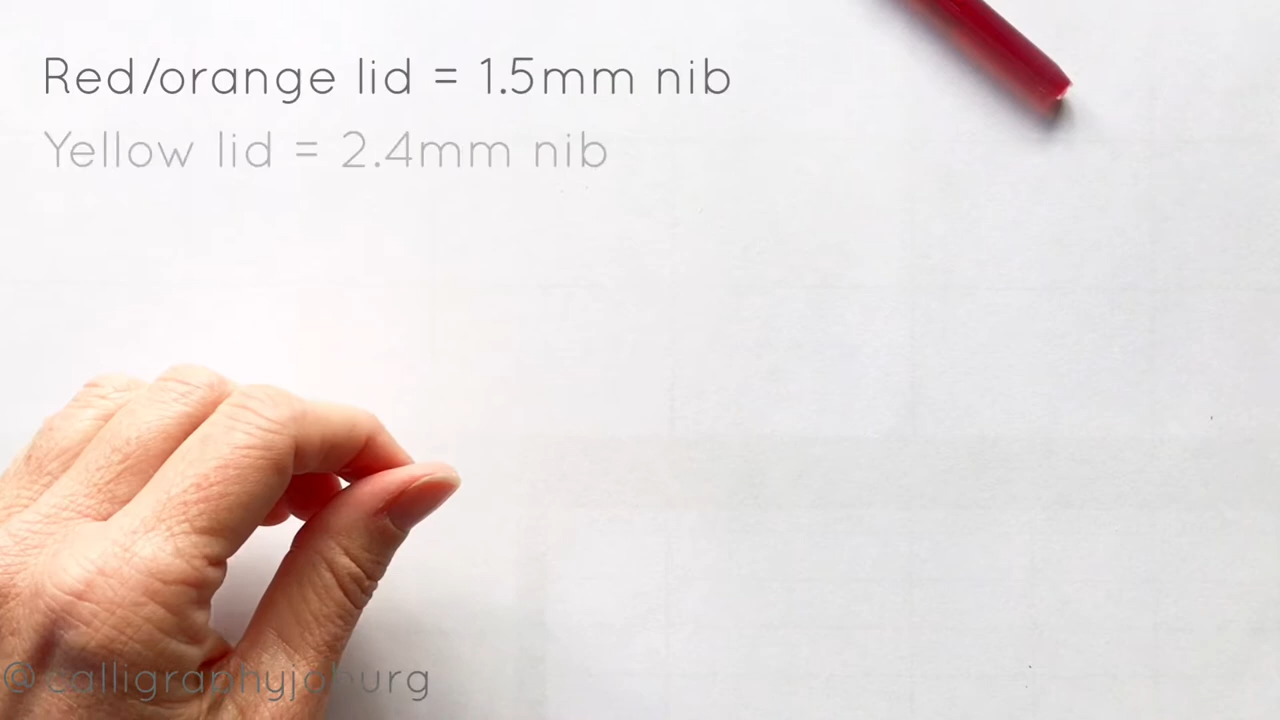 Red/orange lid = 1.5mm nib
Yellow lid = 2.4mm nib
@calligraphyjoburg